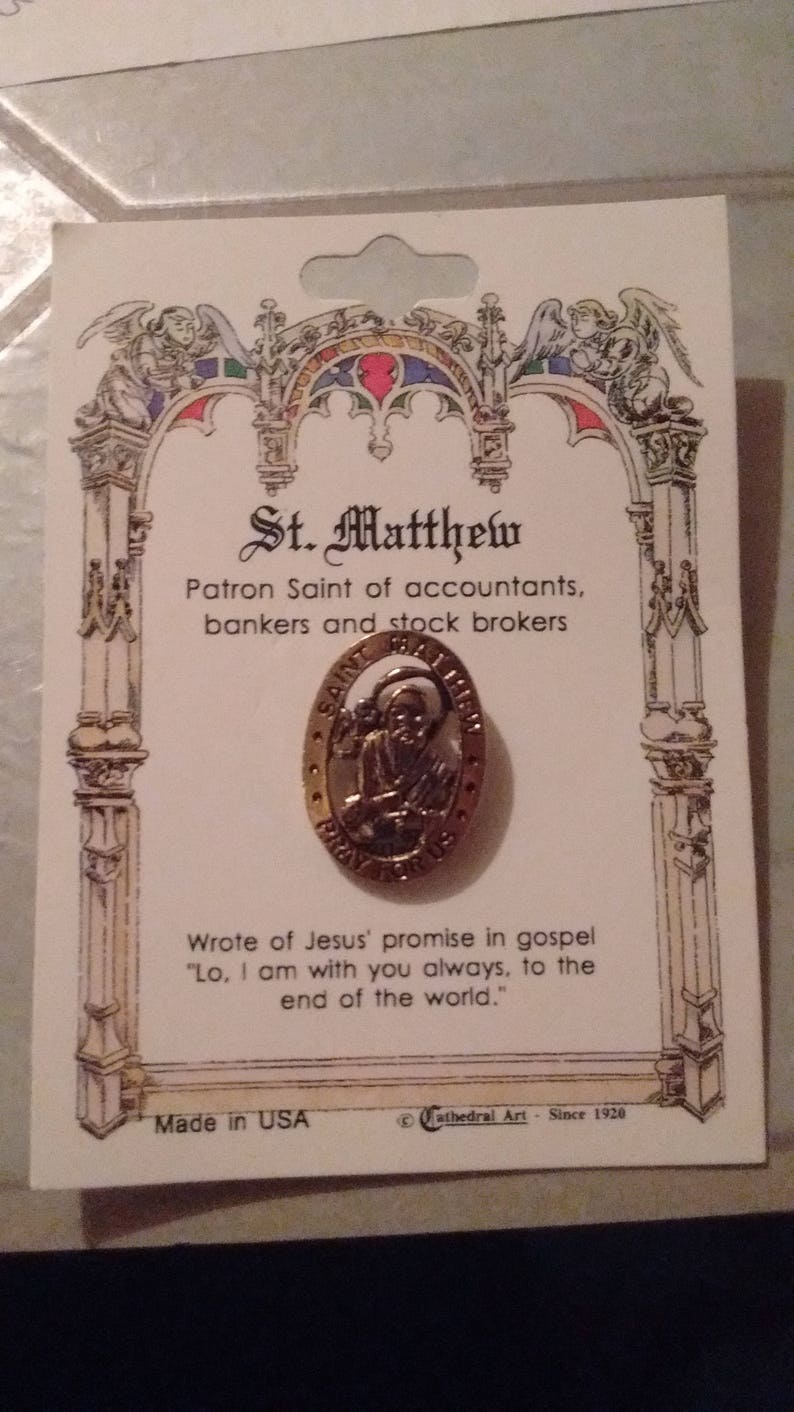 St. Matthew
Patron Saint of accountants,
bankers and stock brokers
SAINT MATTHEW
PRAY FOR US
Wrote of Jesus' promise in gospel
"Lo, I am with you always, to the
end of the world."
Made in USA
© Cathedral Art - Since 1920